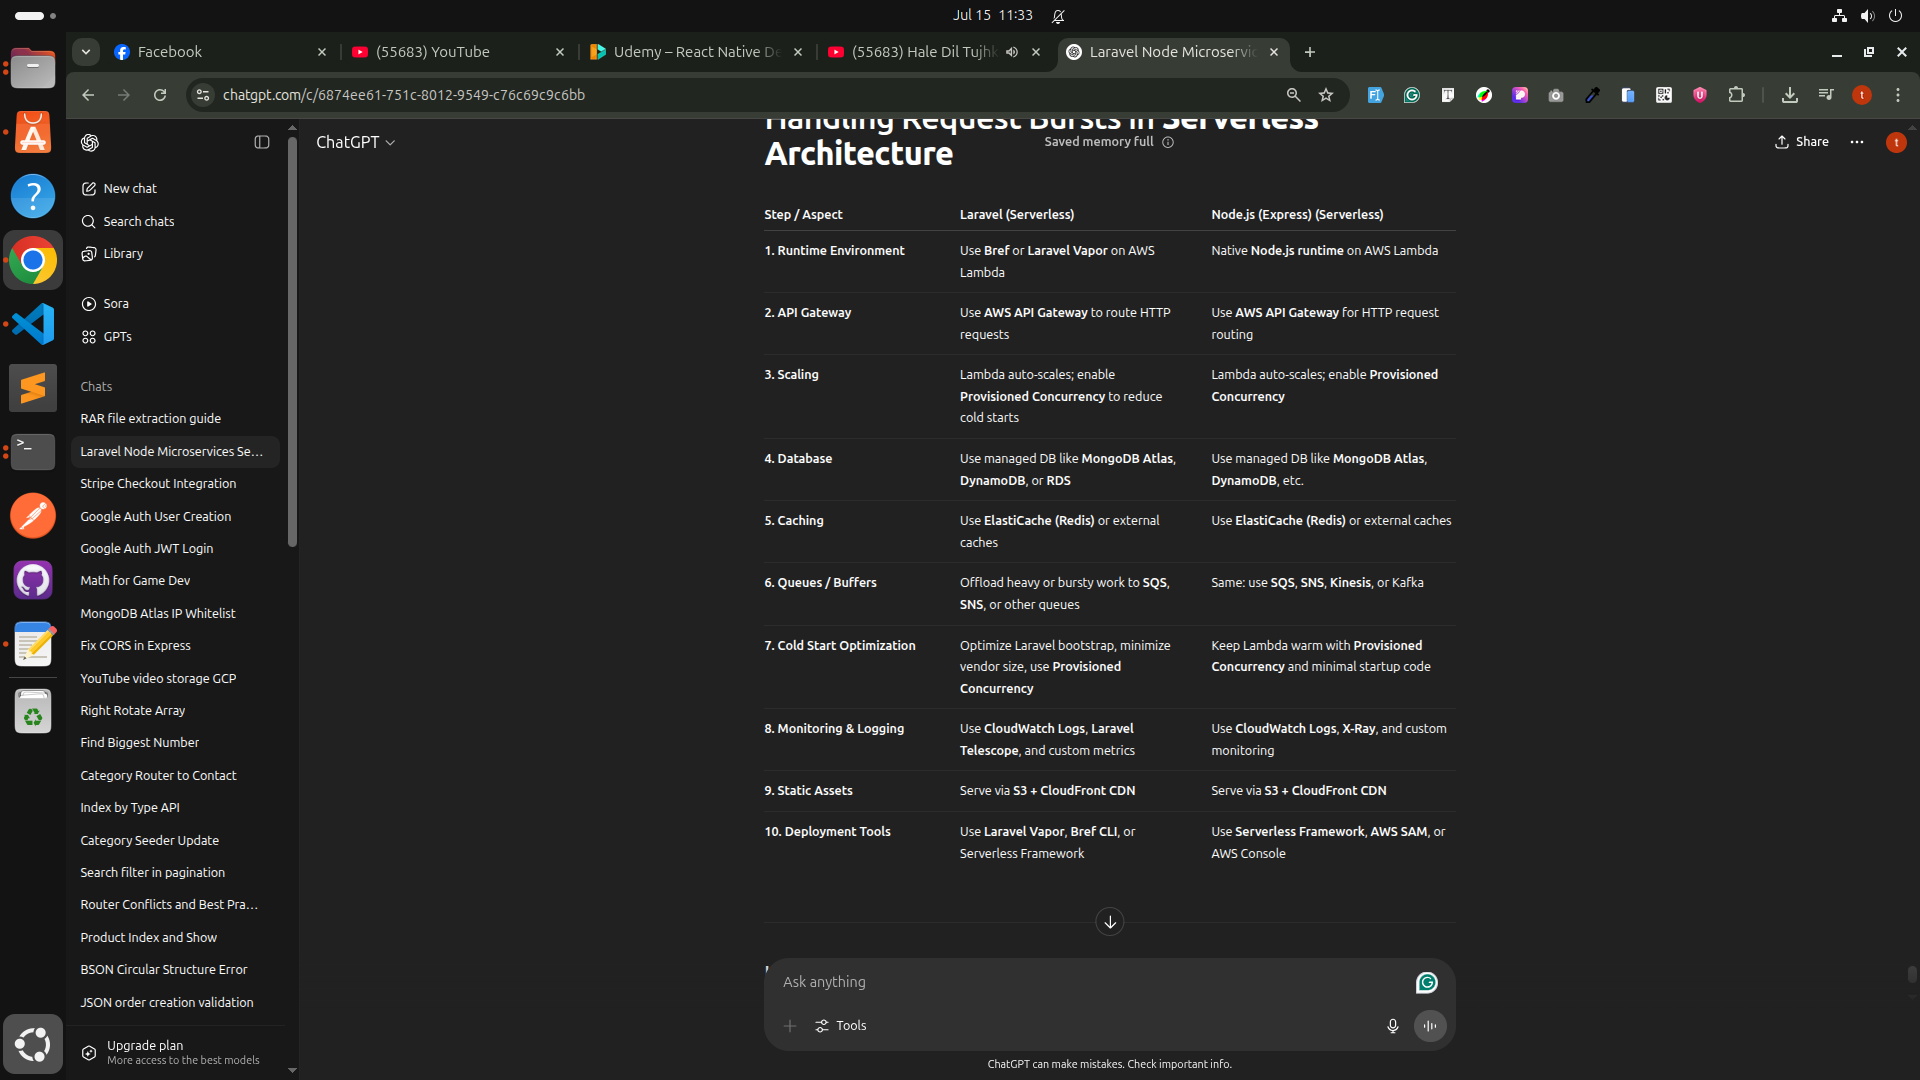 Jul 15 11:33
Facebook
(55683) YouTube
Udemy – React Native De
(55683) Hale Dil Tujhk
Laravel Node Microservic
chatgpt.com/c/6874ee61-751c-8012-9549-c76c69c9c6bb
ChatGPT
Saved memory full
Share
New chat
Search chats
Library
Sora
GPTs
Chats
RAR file extraction guide
Laravel Node Microservices Se…
Stripe Checkout Integration
Google Auth User Creation
Google Auth JWT Login
Math for Game Dev
MongoDB Atlas IP Whitelist
Fix CORS in Express
YouTube video storage GCP
Right Rotate Array
Find Biggest Number
Category Router to Contact
Index by Type API
Category Seeder Update
Search filter in pagination
Router Conflicts and Best Pra…
Product Index and Show
BSON Circular Structure Error
JSON order creation validation
Upgrade plan
More access to the best models
Handling Request Bursts in Serverless
Architecture
Step / Aspect Laravel (Serverless) Node.js (Express) (Serverless)
1. Runtime Environment Use Bref or Laravel Vapor on AWS Native Node.js runtime on AWS Lambda
Lambda
2. API Gateway Use AWS API Gateway to route HTTP Use AWS API Gateway for HTTP request
requests routing
3. Scaling Lambda auto-scales; enable Lambda auto-scales; enable Provisioned
Provisioned Concurrency to reduce Concurrency
cold starts
4. Database Use managed DB like MongoDB Atlas, Use managed DB like MongoDB Atlas,
DynamoDB, or RDS DynamoDB, etc.
5. Caching Use ElastiCache (Redis) or external Use ElastiCache (Redis) or external caches
caches
6. Queues / Buffers Offload heavy or bursty work to SQS, Same: use SQS, SNS, Kinesis, or Kafka
SNS, or other queues
7. Cold Start Optimization Optimize Laravel bootstrap, minimize Keep Lambda warm with Provisioned
vendor size, use Provisioned Concurrency and minimal startup code
Concurrency
8. Monitoring & Logging Use CloudWatch Logs, Laravel Use CloudWatch Logs, X-Ray, and custom
Telescope, and custom metrics monitoring
9. Static Assets Serve via S3 + CloudFront CDN Serve via S3 + CloudFront CDN
10. Deployment Tools Use Laravel Vapor, Bref CLI, or Use Serverless Framework, AWS SAM, or
Serverless Framework AWS Console
Ask anything
Tools
ChatGPT can make mistakes. Check important info.